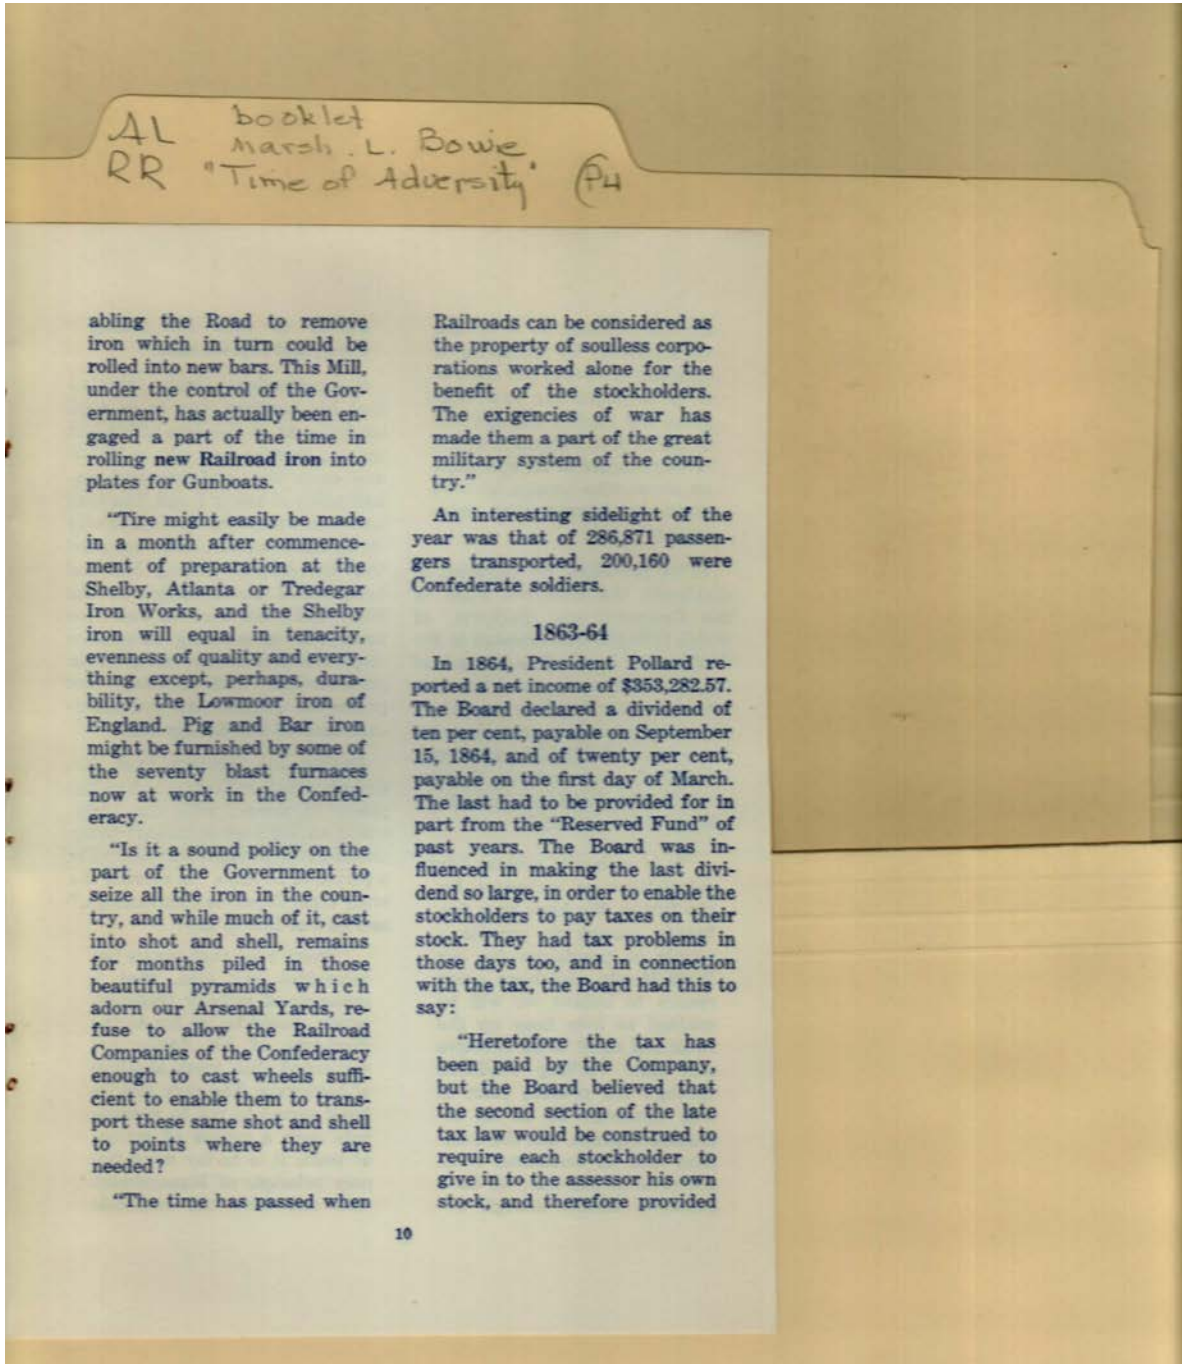 AL booklet
Marsh. L. Bowie
RR "Time of Adversity" P4
abling the Road to remove
iron which in turn could be
rolled into new bars. This Mill,
under the control of the Gov-
ernment, has actually been en-
gaged a part of the time in
rolling new Railroad iron into
plates for Gunboats.
"Tire might easily be made
in a month after commence-
ment of preparation at the
Shelby, Atlanta or Tredegar
Iron Works, and the Shelby
iron will equal in tenacity,
evenness of quality and every-
thing except, perhaps, dura-
bility, the Lowmoor iron of
England. Pig and Bar iron
might be furnished by some of
the seventy blast furnaces
now at work in the Confed-
eracy.
"Is it a sound policy on the
part of the Government to
seize all the iron in the coun-
try, and while much of it, cast
into shot and shell, remains
for months piled in those
beautiful pyramids which
adorn our Arsenal Yards, re-
fuse to allow the Railroad
Companies of the Confederacy
enough to cast wheels suffi-
cient to enable them to trans-
port these same shot and shell
to points where they are
needed?
"The time has passed when
Railroads can be considered as
the property of soulless corpo-
rations worked alone for the
benefit of the stockholders.
The exigencies of war has
made them a part of the great
military system of the coun-
try."
An interesting sidelight of the
year was that of 286,871 passen-
gers transported, 200,160 were
Confederate soldiers.
1863-64
In 1864, President Pollard re-
ported a net income of $353,282.57.
The Board declared a dividend of
ten per cent, payable on September
15, 1864, and of twenty per cent,
payable on the first day of March.
The last had to be provided for in
part from the "Reserved Fund" of
past years. The Board was in-
fluenced in making the last divi-
dend so large, in order to enable the
stockholders to pay taxes on their
stock. They had tax problems in
those days too, and in connection
with the tax, the Board had this to
say:
"Heretofore the tax has
been paid by the Company,
but the Board believed that
the second section of the late
tax law would be construed to
require each stockholder to
give in to the assessor his own
stock, and therefore provided
10